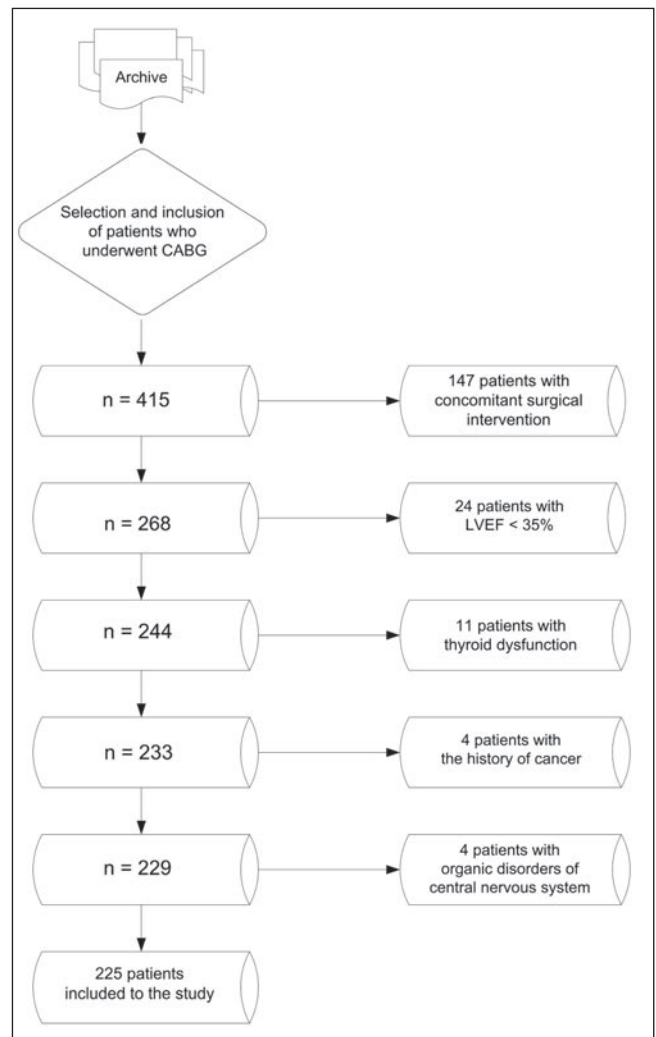 Archive
Selection and inclusion
of patients who
underwent CABG
n = 415
147 patients with
concomitant surgical
intervention
n = 268
24 patients with
LVEF < 35%
n = 244
11 patients with
thyroid dysfunction
n = 233
4 patients with
the history of cancer
n = 229
4 patients with
organic disorders of
central nervous system
225 patients
included to the study